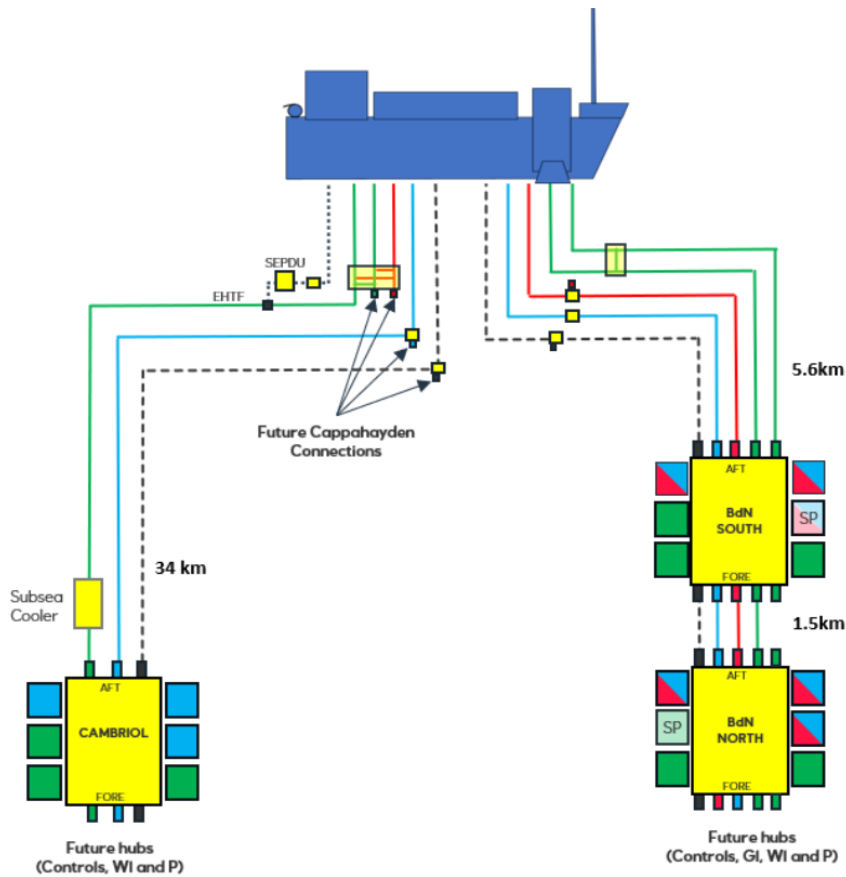 SEPDU
EHTF
5.6km
Future Cappahayden
Connections
AFT
BdN
SOUTH
SP
FORE
34 km
Subsea
Cooler
1.5km
AFT
CAMBRIOL
FORE
AFT
SP
BdN
NORTH
FORE
Future hubs
(Controls, WI and P)
Future hubs
(Controls, GI, WI and P)